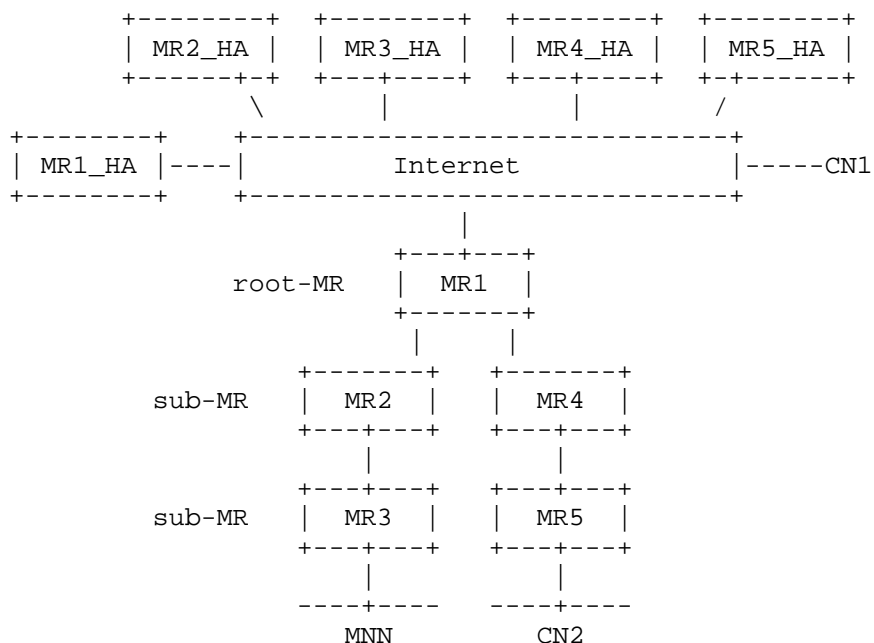 MR2_HA MR3_HA MR4_HA MR5_HA
MR1_HA Internet CN1
root-MR MR1
sub-MR MR2 MR4
sub-MR MR3 MR5
MNN CN2